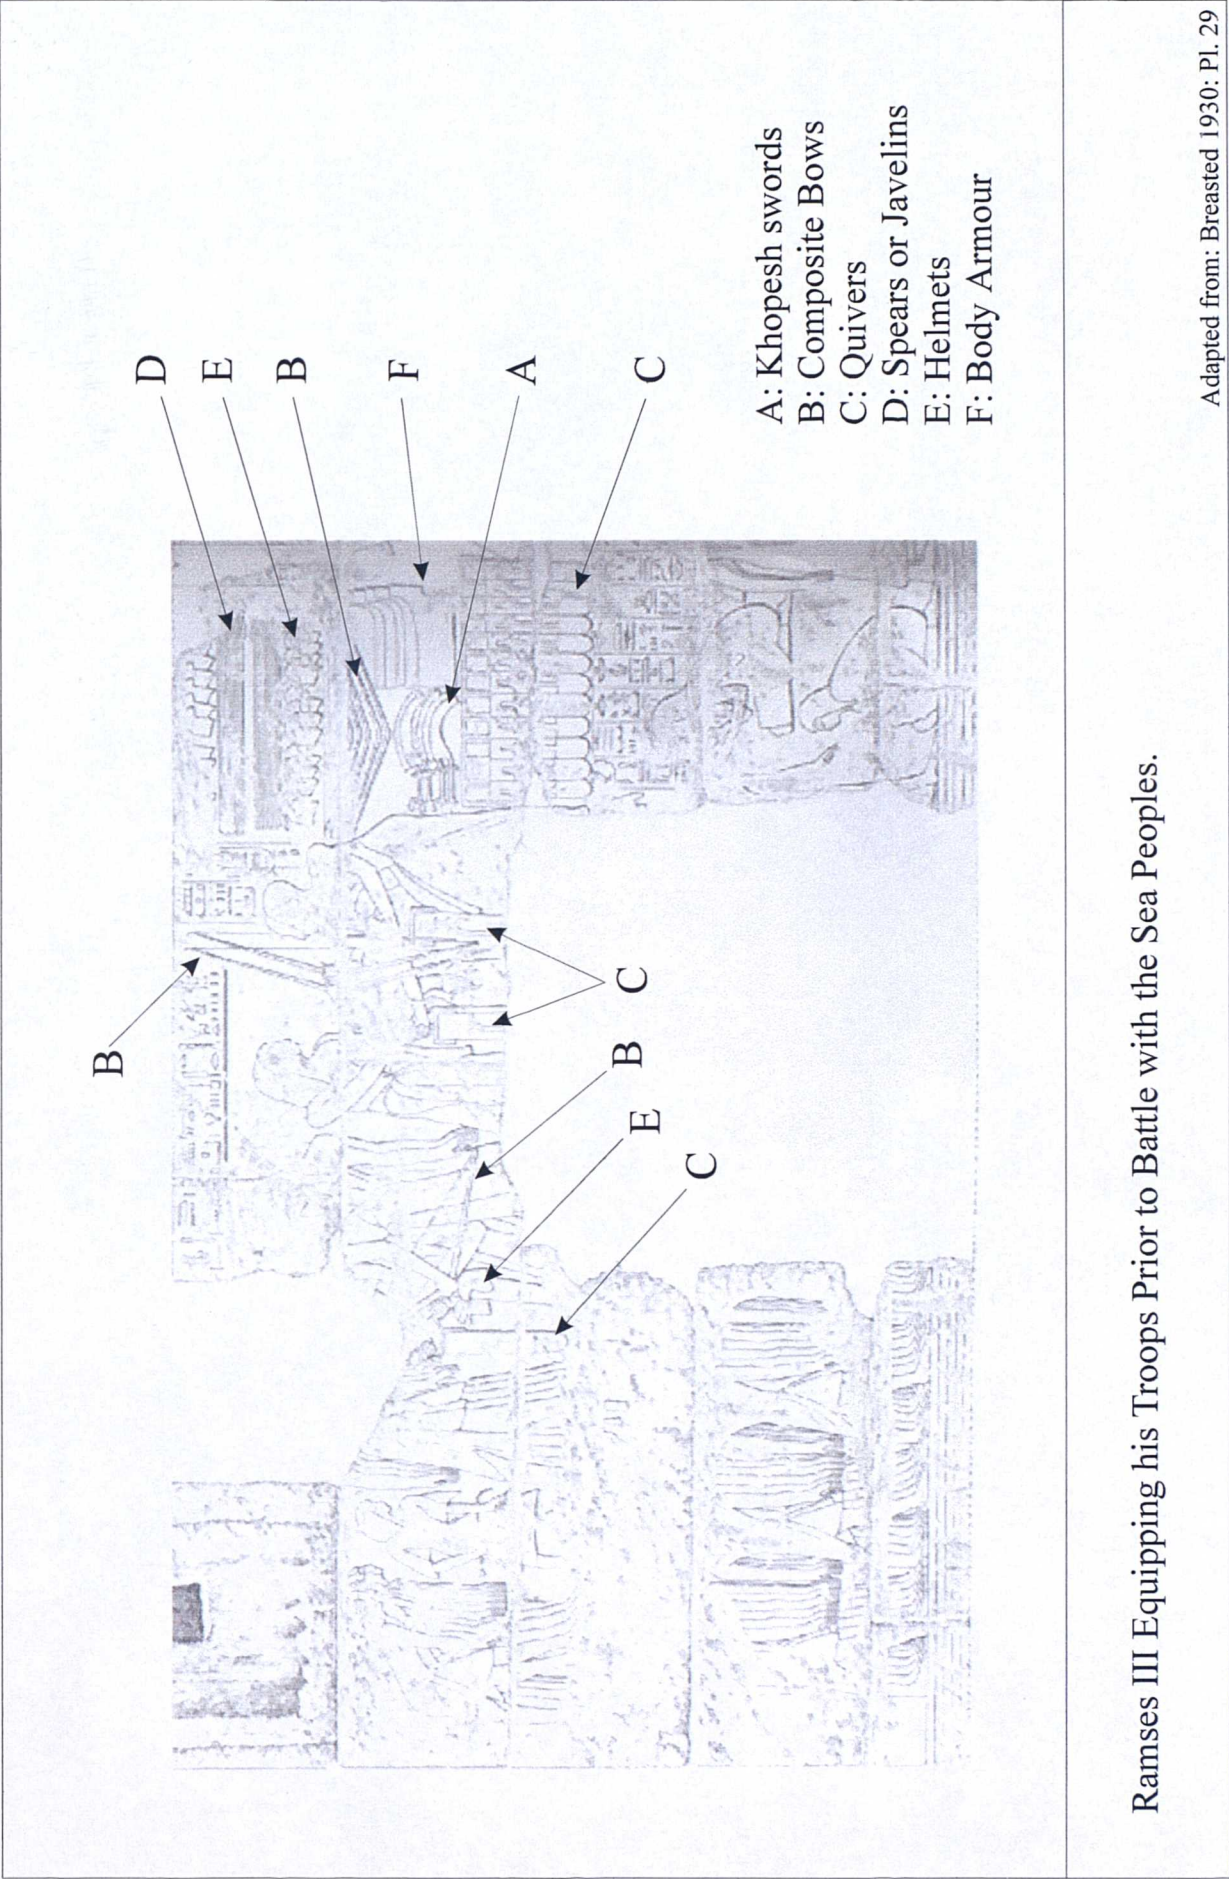 D
E
B
F
A
C
B
C
B
E
C
A: Khopesh swords
B: Composite Bows
C: Quivers
D: Spears or Javelins
E: Helmets
F: Body Armour
Ramses III Equipping his Troops Prior to Battle with the Sea Peoples.
Adapted from: Breasted 1930: Pl. 29